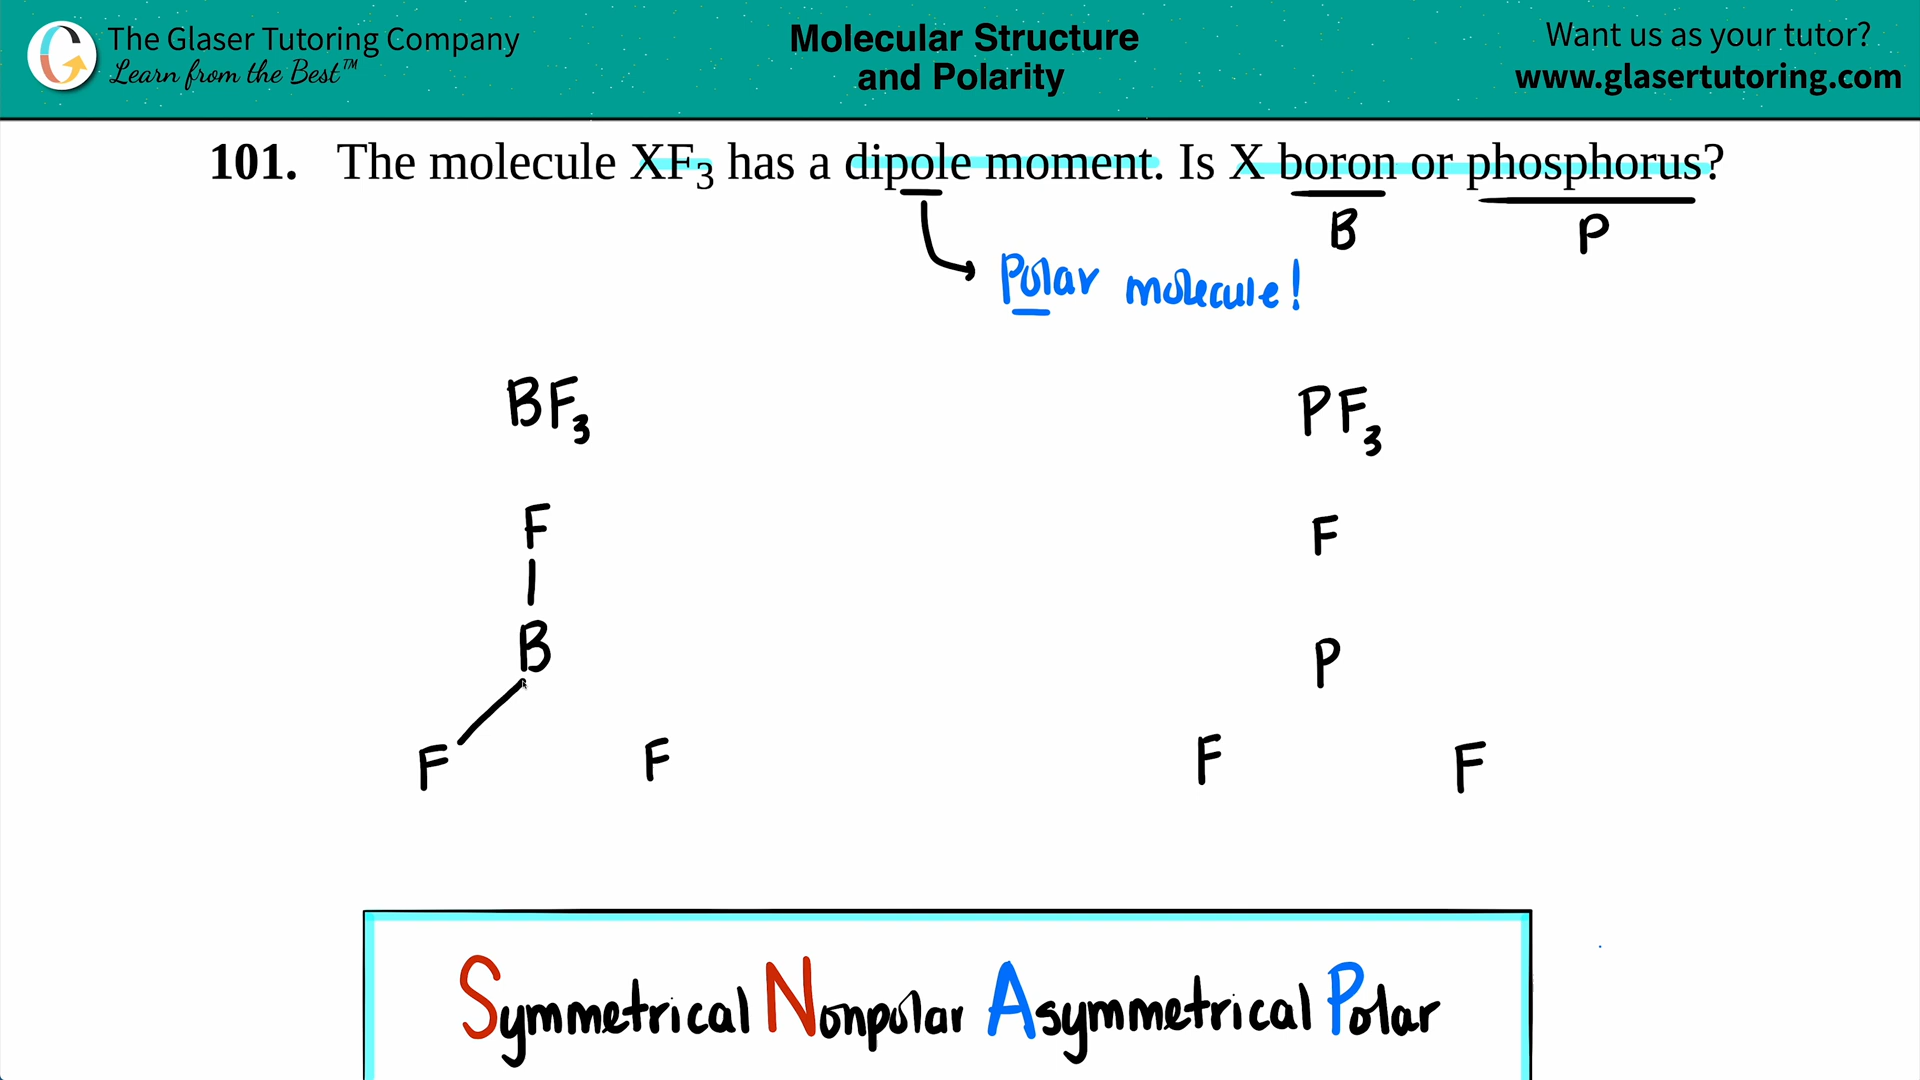 The Glaser Tutoring Company
Learn from the Best™
Molecular Structure
and Polarity
Want us as your tutor?
www.glasertutoring.com
101. The molecule XF₃ has a dipole moment. Is X boron or phosphorus?
B P
Polar molecule!
BF₃ PF₃
F F
B P
F F F F
Symmetrical Nonpolar Asymmetrical Polar